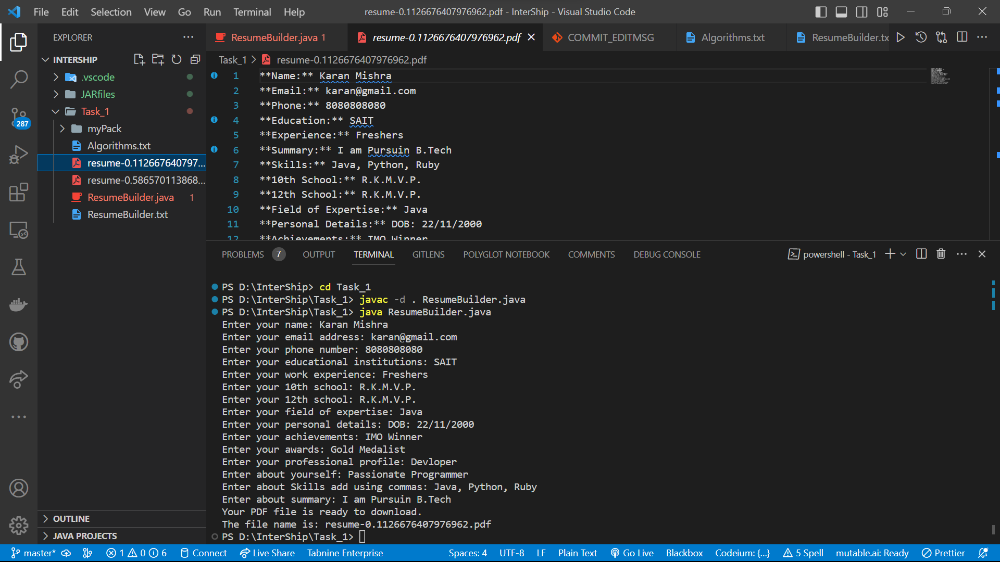 File Edit Selection View Go Run Terminal Help
resume-0.1126676407976962.pdf - InterShip - Visual Studio Code
EXPLORER
INTERSHIP
.vscode
JARfiles
Task_1
myPack
Algorithms.txt
resume-0.112667640797...
resume-0.586570113868...
ResumeBuilder.java 1
ResumeBuilder.txt
OUTLINE
JAVA PROJECTS
287
ResumeBuilder.java 1 resume-0.1126676407976962.pdf COMMIT_EDITMSG Algorithms.txt ResumeBuilder.tx
Task_1 > resume-0.1126676407976962.pdf
1 **Name:** Karan Mishra
2 **Email:** karan@gmail.com
3 **Phone:** 8080808080
4 **Education:** SAIT
5 **Experience:** Freshers
6 **Summary:** I am Pursuin B.Tech
7 **Skills:** Java, Python, Ruby
8 **10th School:** R.K.M.V.P.
9 **12th School:** R.K.M.V.P.
10 **Field of Expertise:** Java
11 **Personal Details:** DOB: 22/11/2000
12 **Achievements:** IMO Winner
PROBLEMS 7 OUTPUT TERMINAL GITLENS POLYGLOT NOTEBOOK COMMENTS DEBUG CONSOLE
powershell - Task_1
PS D:\InterShip> cd Task_1
PS D:\InterShip\Task_1> javac -d . ResumeBuilder.java
PS D:\InterShip\Task_1> java ResumeBuilder.java
Enter your name: Karan Mishra
Enter your email address: karan@gmail.com
Enter your phone number: 8080808080
Enter your educational institutions: SAIT
Enter your work experience: Freshers
Enter your 10th school: R.K.M.V.P.
Enter your 12th school: R.K.M.V.P.
Enter your field of expertise: Java
Enter your personal details: DOB: 22/11/2000
Enter your achievements: IMO Winner
Enter your awards: Gold Medalist
Enter your professional profile: Devloper
Enter about yourself: Passionate Programmer
Enter about Skills add using commas: Java, Python, Ruby
Enter about summary: I am Pursuin B.Tech
Your PDF file is ready to download.
The file name is: resume-0.1126676407976962.pdf
PS D:\InterShip\Task_1>
master* 1 0 6 Connect Live Share Tabnine Enterprise Spaces: 4 UTF-8 LF Plain Text Go Live Blackbox Codeium: {...} 5 Spell mutable.ai: Ready Prettier